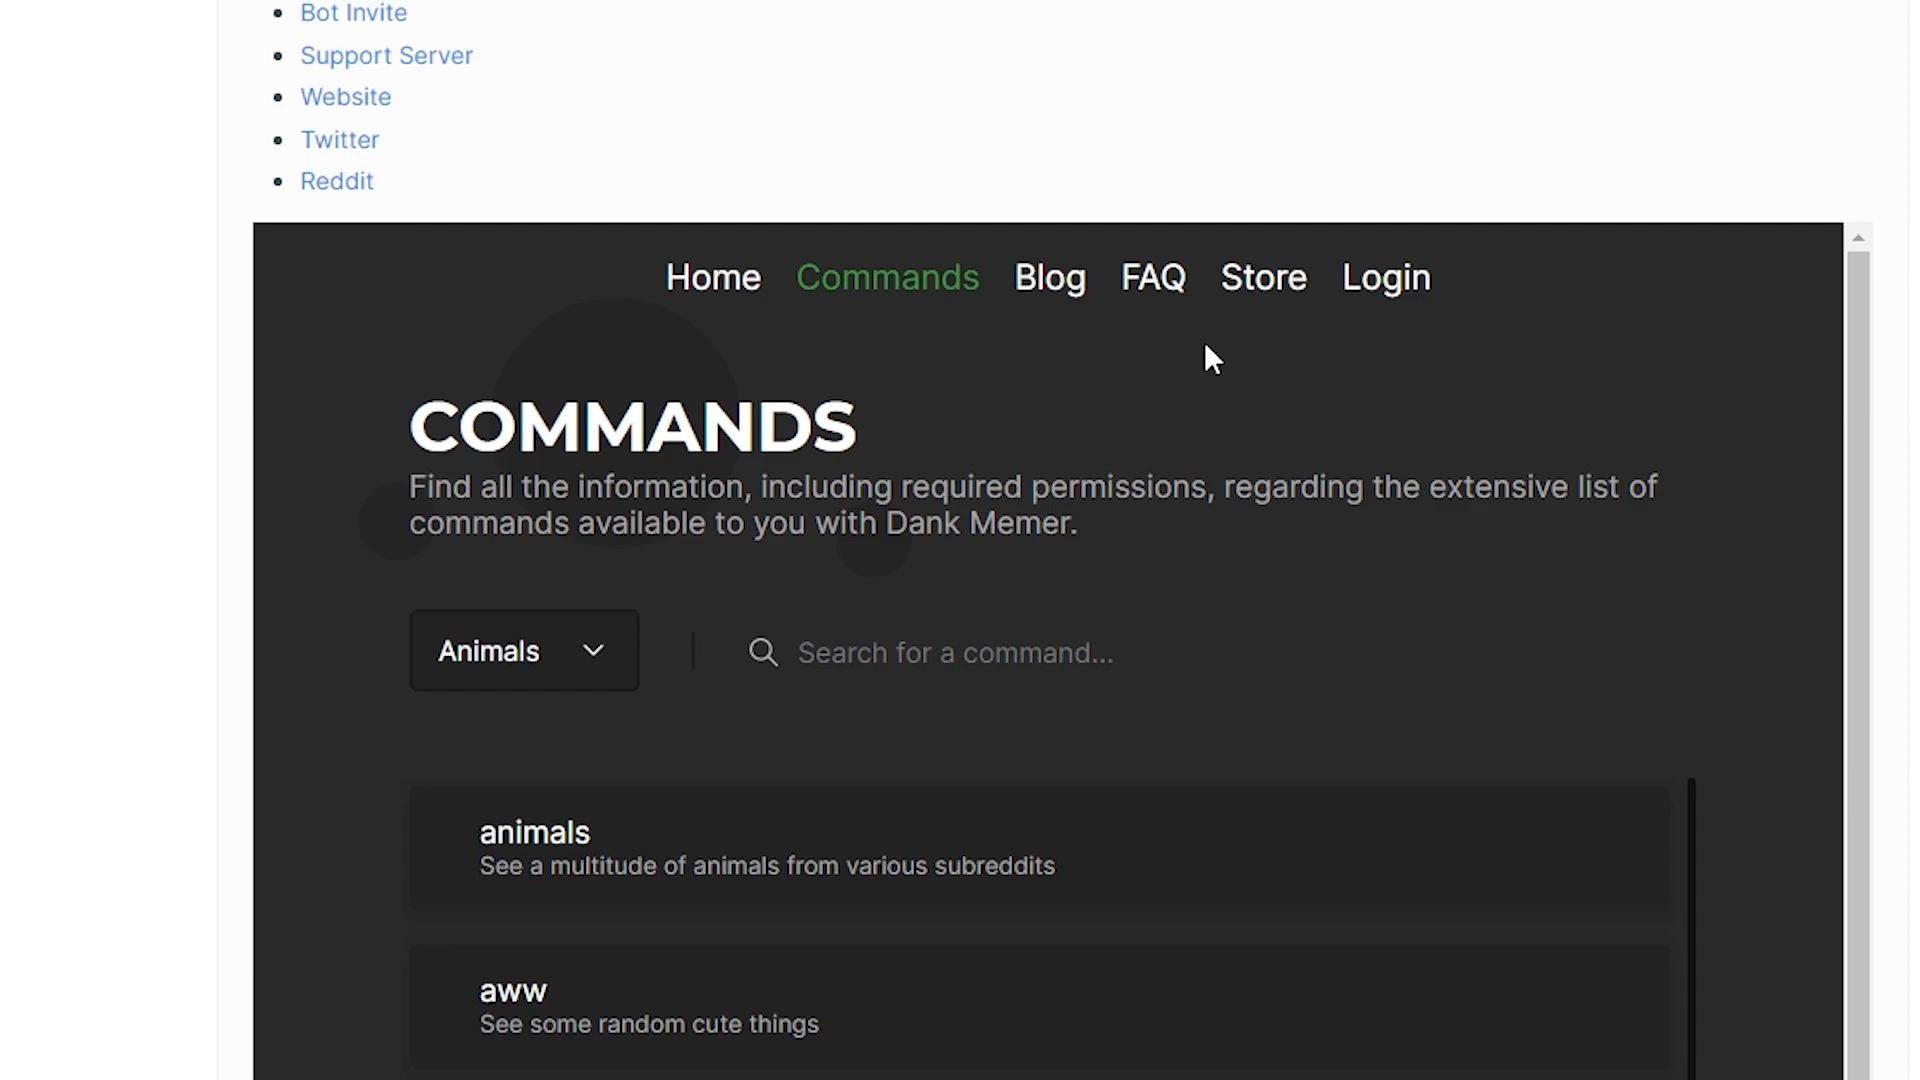 Bot Invite
Support Server
Website
Twitter
Reddit
Home Commands Blog FAQ Store Login
COMMANDS
Find all the information, including required permissions, regarding the extensive list of
commands available to you with Dank Memer.
Animals
Search for a command...
animals
See a multitude of animals from various subreddits
aww
See some random cute things